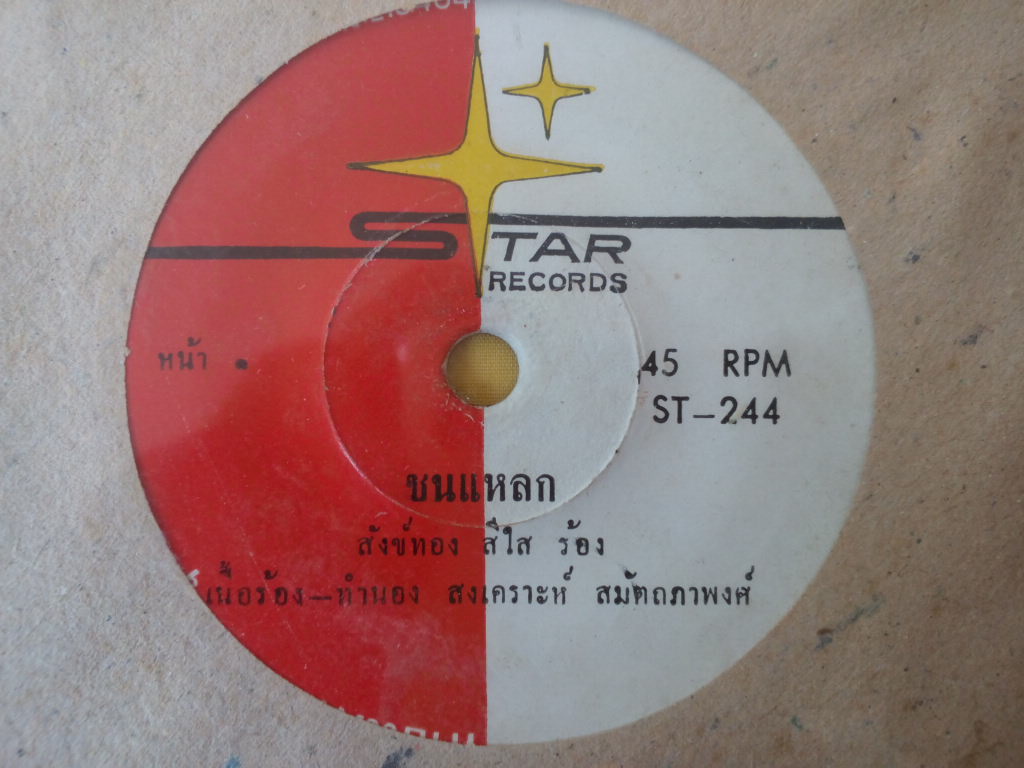 STAR
RECORDS
หน้า ๑
45 RPM
ST-244
ชนแหลก
สังข์ทอง สีใส ร้อง
เนื้อร้อง-ทำนอง สงเคราะห์ สมัตถภาพงศ์